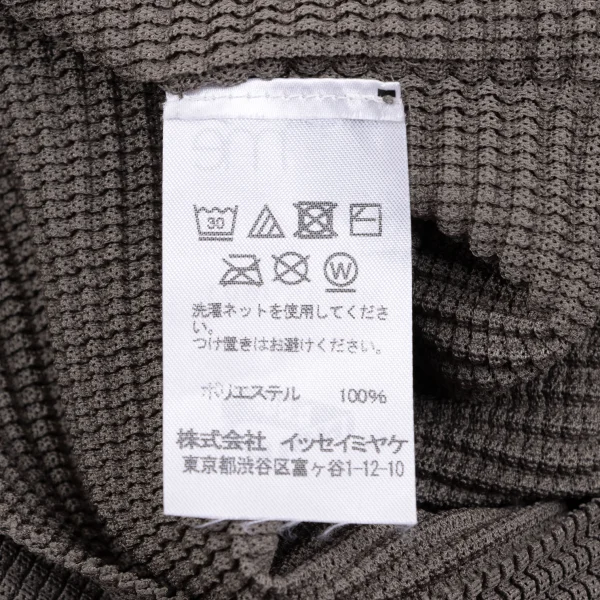 me
30
W
洗濯ネットを使用してくださ
い。
つけ置きはお避けください。
ポリエステル 100%
株式会社 イッセイミヤケ
東京都渋谷区富ヶ谷1-12-10